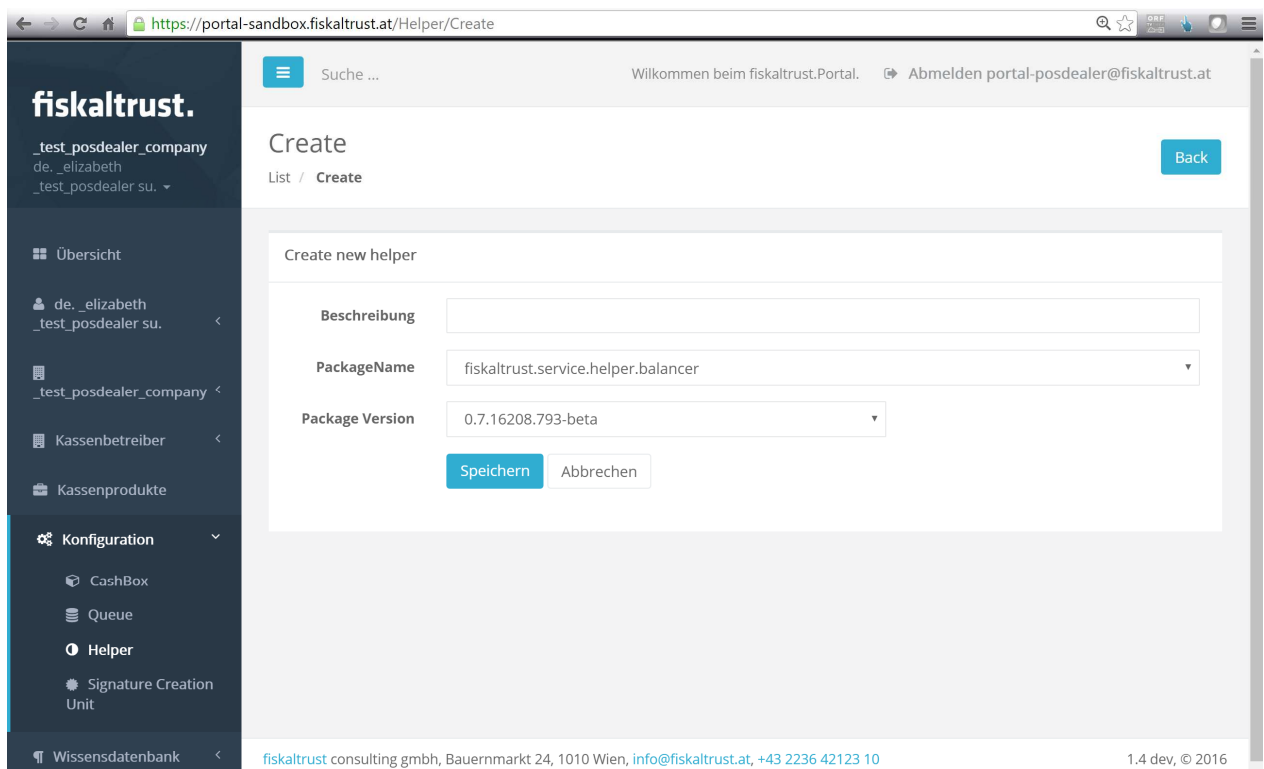 https://portal-sandbox.fiskaltrust.at/Helper/Create
fiskaltrust.
_test_posdealer_company
de. _elizabeth
_test_posdealer su.
Suche ...
Wilkommen beim fiskaltrust.Portal.
Abmelden portal-posdealer@fiskaltrust.at
Create
List / Create
Back
Übersicht
de. _elizabeth
_test_posdealer su.
_test_posdealer_company
Kassenbetreiber
Kassenprodukte
Konfiguration
CashBox
Queue
Helper
Signature Creation
Unit
Wissensdatenbank
Create new helper
Beschreibung
PackageName
fiskaltrust.service.helper.balancer
Package Version
0.7.16208.793-beta
Speichern
Abbrechen
fiskaltrust consulting gmbh, Bauernmarkt 24, 1010 Wien, info@fiskaltrust.at, +43 2236 42123 10
1.4 dev, © 2016